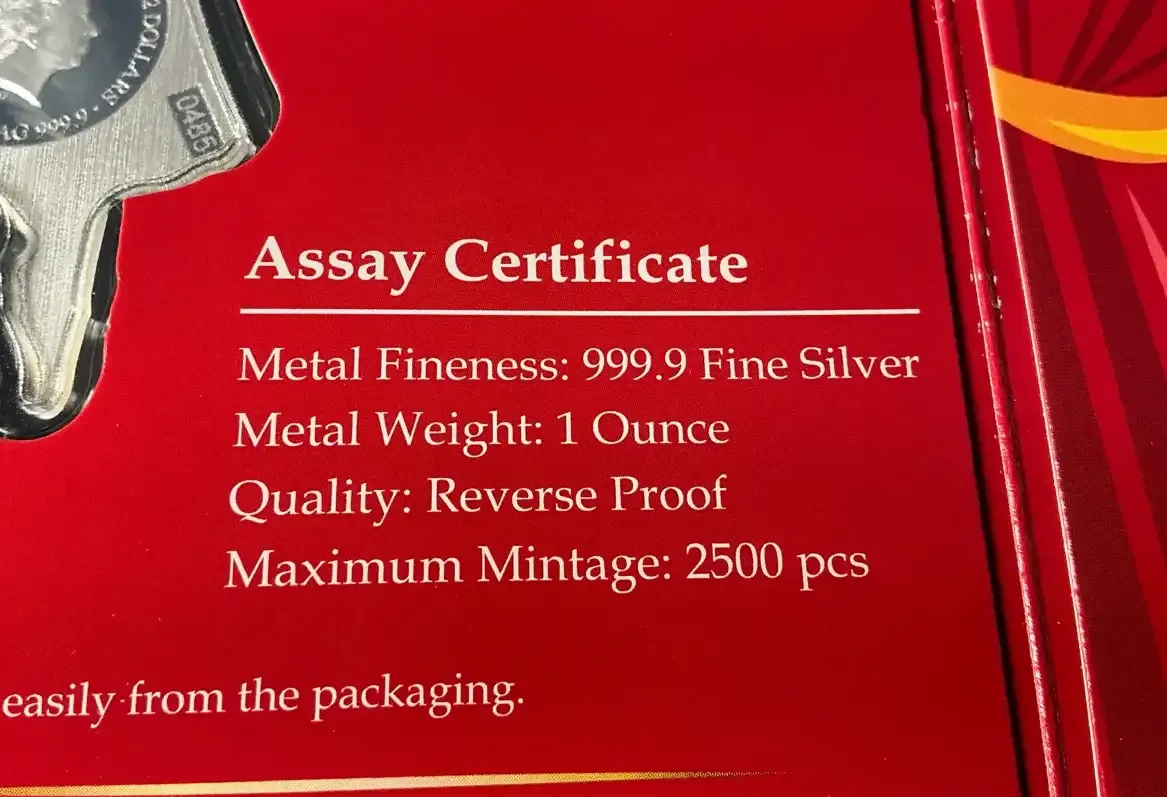 2 DOLLARS · AG 999.9 ·
0486
Assay Certificate
Metal Fineness: 999.9 Fine Silver
Metal Weight: 1 Ounce
Quality: Reverse Proof
Maximum Mintage: 2500 pcs
easily from the packaging.